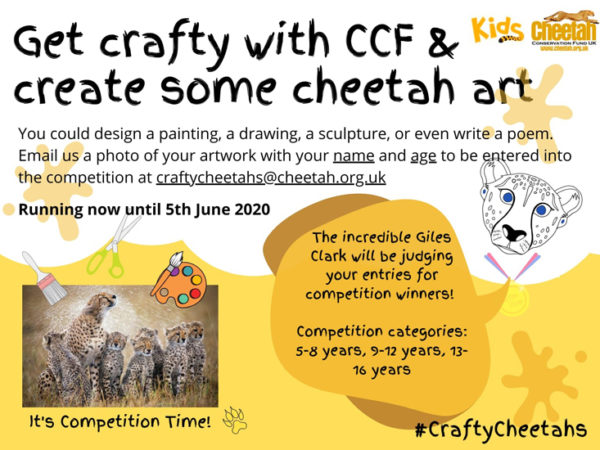 Get crafty with CCF &
create some cheetah art
Kids Cheetah
CONSERVATION FUND UK
www.cheetah.org.uk
You could design a painting, a drawing, a sculpture, or even write a poem.
Email us a photo of your artwork with your name and age to be entered into
the competition at craftycheetahs@cheetah.org.uk
Running now until 5th June 2020
The incredible Giles
Clark will be judging
your entries for
competition winners!
Competition categories:
5-8 years, 9-12 years, 13-
16 years
It's Competition Time!
#CraftyCheetahs